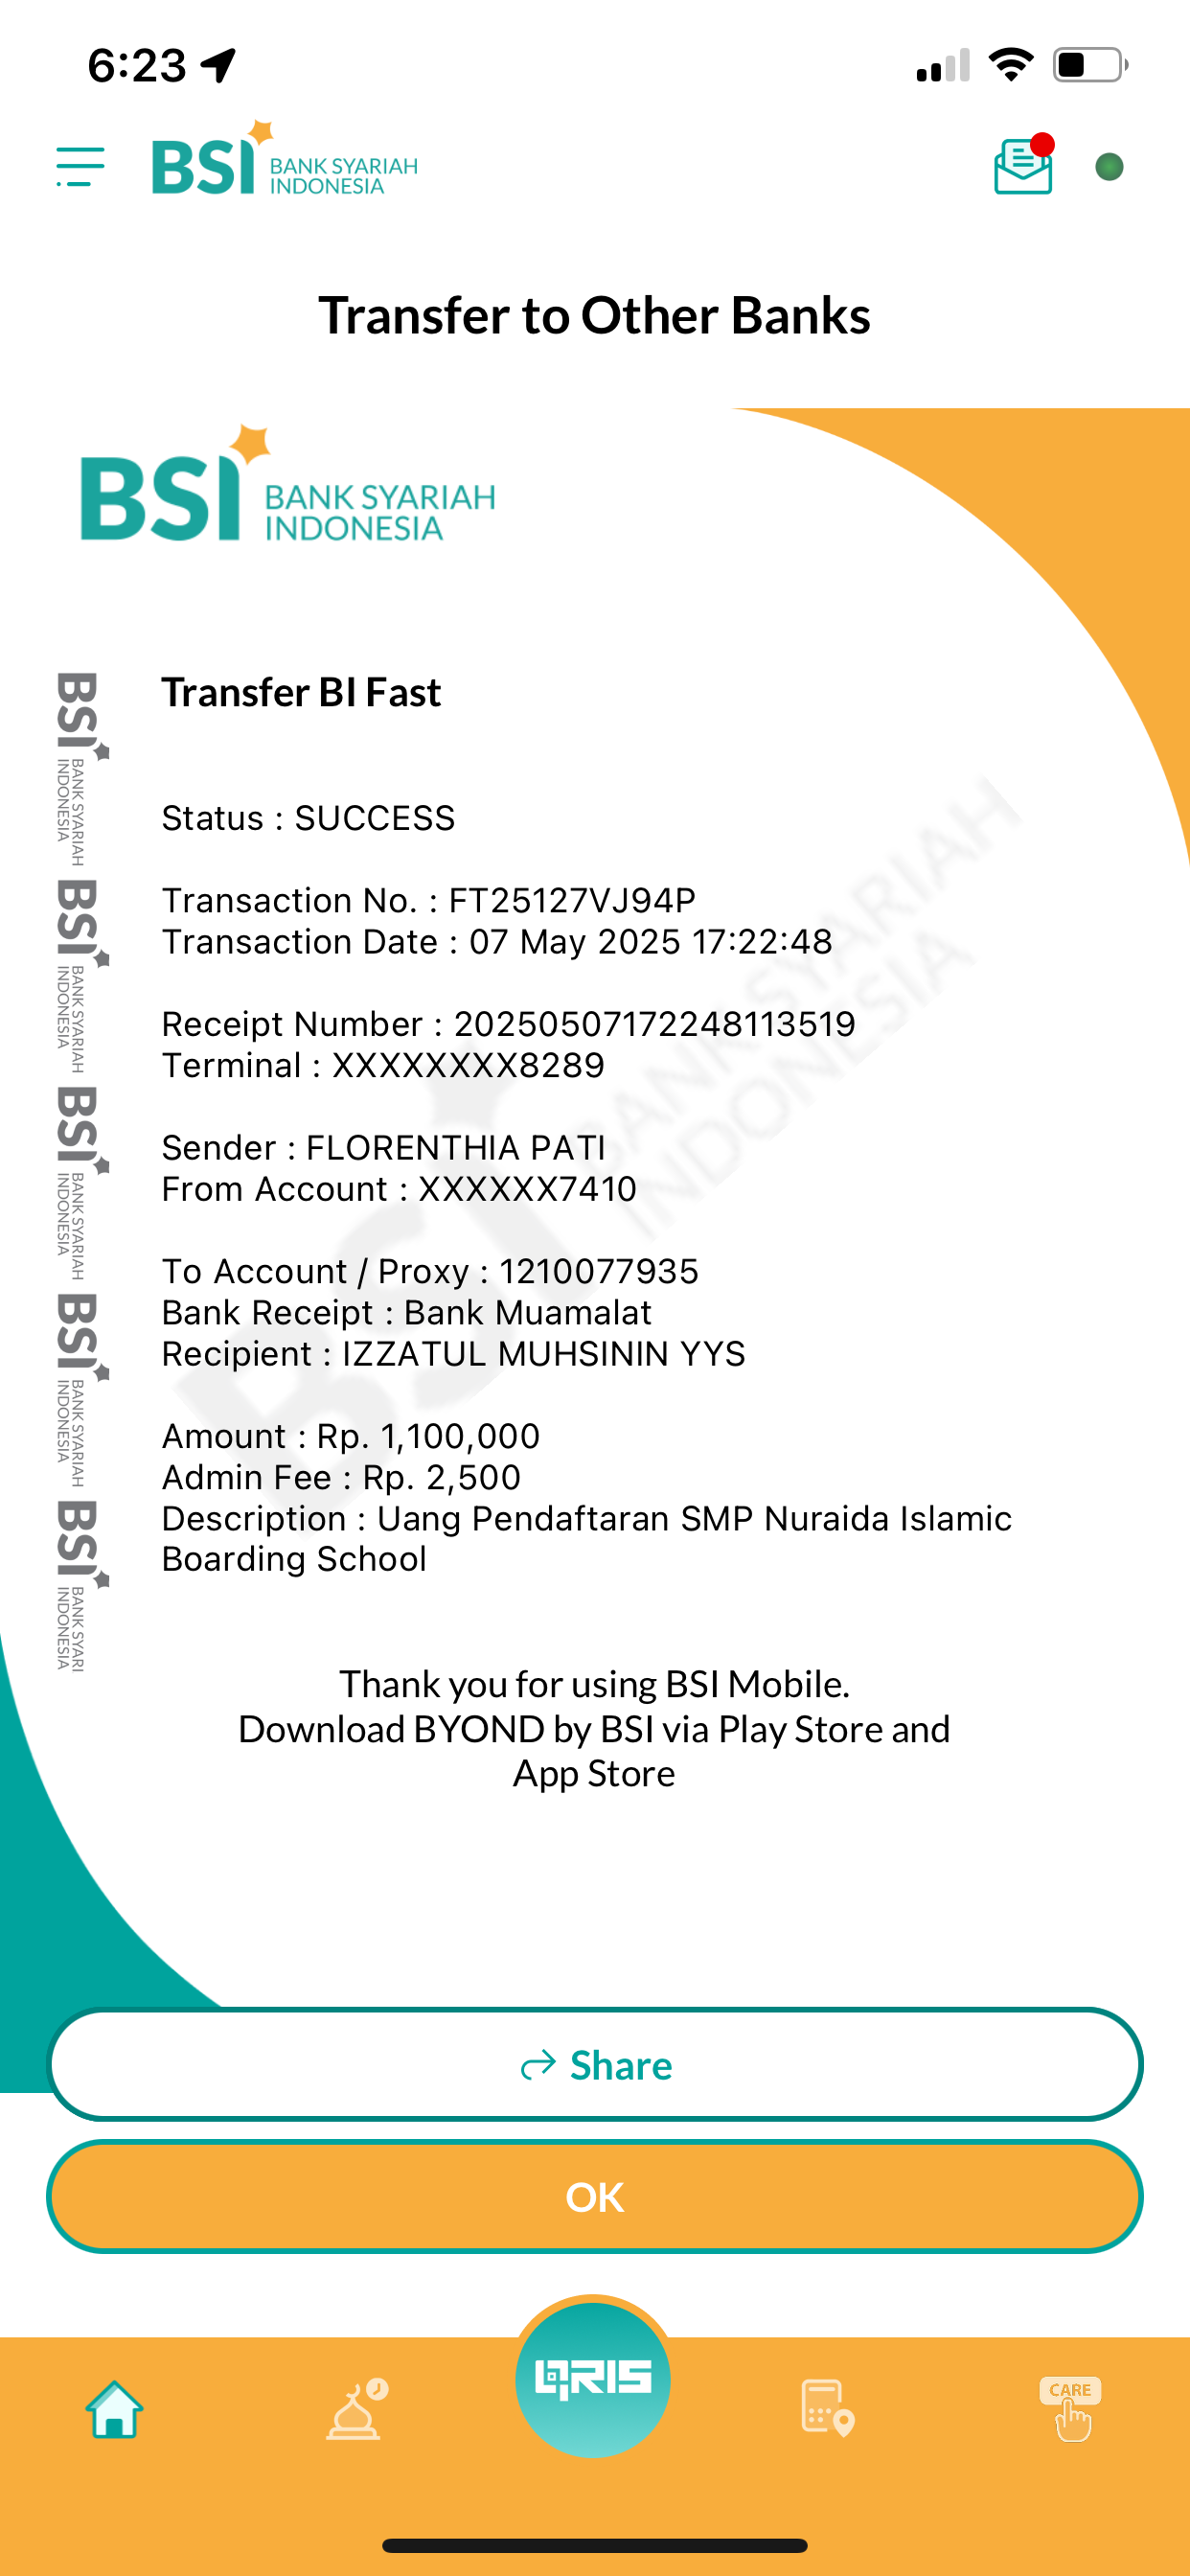 6:23
BSI BANK SYARIAH
INDONESIA
Transfer to Other Banks
BSI BANK SYARIAH
INDONESIA
Transfer BI Fast
Status : SUCCESS
Transaction No. : FT25127VJ94P
Transaction Date : 07 May 2025 17:22:48
Receipt Number : 20250507172248113519
Terminal : XXXXXXXX8289
Sender : FLORENTHIA PATI
From Account : XXXXXX7410
To Account / Proxy : 1210077935
Bank Receipt : Bank Muamalat
Recipient : IZZATUL MUHSININ YYS
Amount : Rp. 1,100,000
Admin Fee : Rp. 2,500
Description : Uang Pendaftaran SMP Nuraida Islamic
Boarding School
BSI BANK SYARIAH
INDONESIA
BSI BANK SYARIAH
INDONESIA
BSI BANK SYARIAH
INDONESIA
BSI BANK SYARIAH
INDONESIA
BSI BANK SYARI
INDONESIA
BSI BANK SYARIAH
INDONESIA
Thank you for using BSI Mobile.
Download BYOND by BSI via Play Store and
App Store
Share
OK
QRIS
CARE